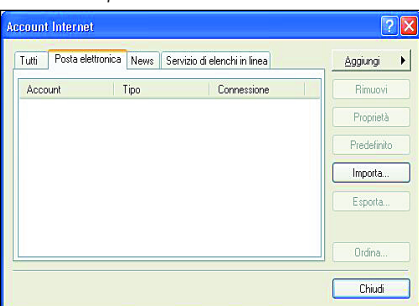 Account Internet
Tutti Posta elettronica News Servizio di elenchi in linea
Account Tipo Connessione
Aggiungi
Rimuovi
Proprietà
Predefinito
Importa...
Esporta...
Ordina...
Chiudi